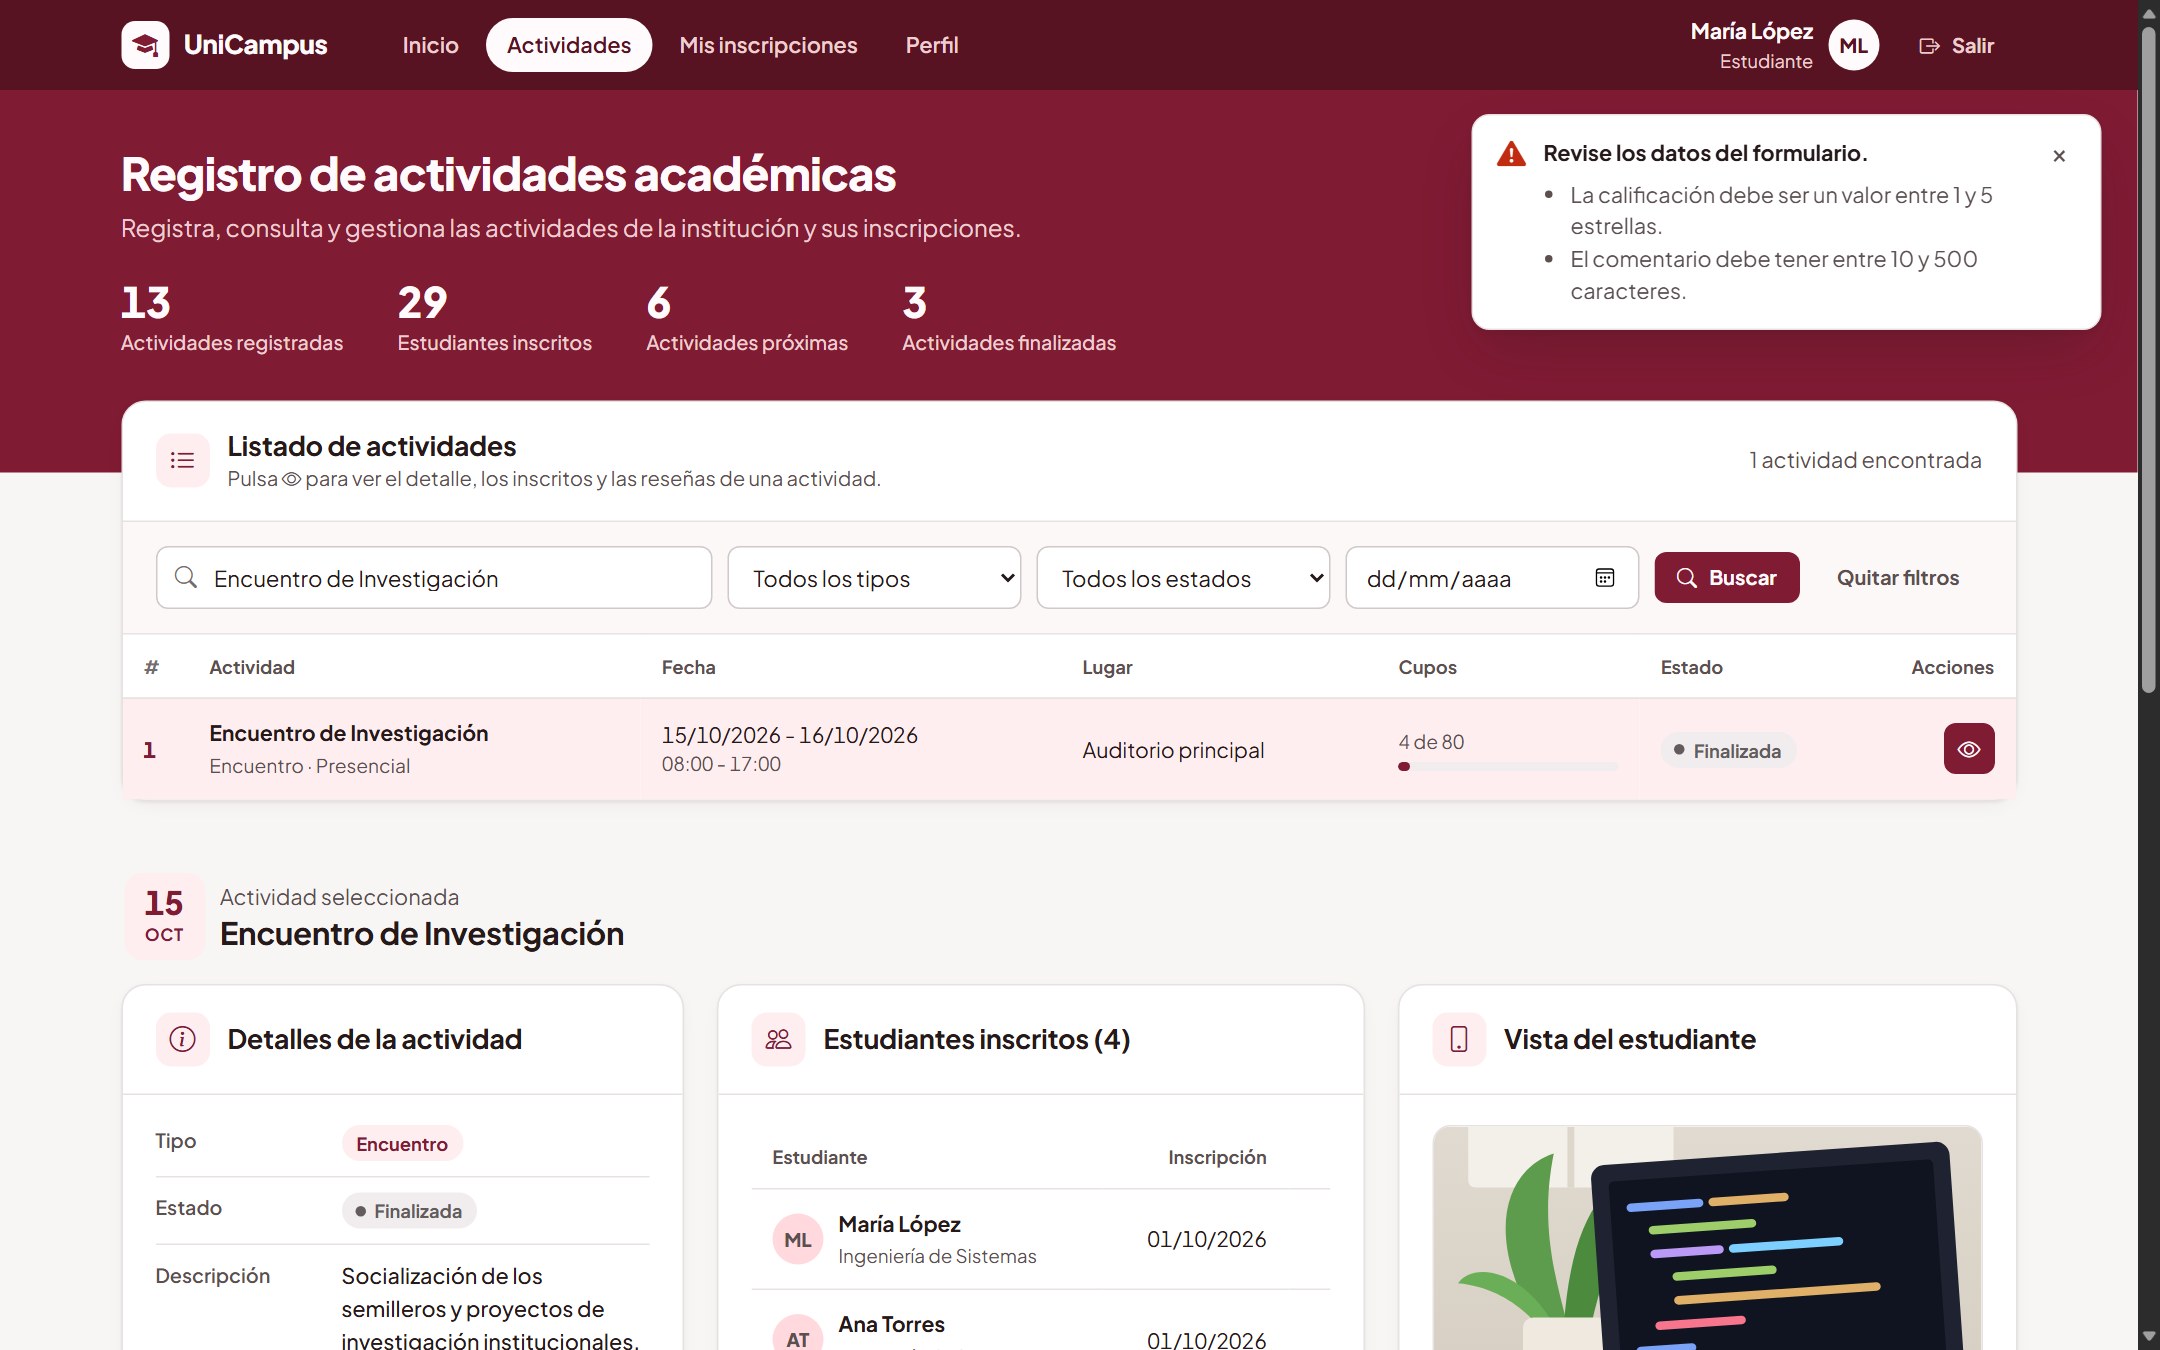 UniCampus
Inicio
Actividades
Mis inscripciones
Perfil
María López
Estudiante
ML
Salir
Registro de actividades académicas
Registra, consulta y gestiona las actividades de la institución y sus inscripciones.
13
Actividades registradas
29
Estudiantes inscritos
6
Actividades próximas
3
Actividades finalizadas
Revise los datos del formulario.
×
• La calificación debe ser un valor entre 1 y 5
estrellas.
• El comentario debe tener entre 10 y 500
caracteres.
Listado de actividades
Pulsa para ver el detalle, los inscritos y las reseñas de una actividad.
1 actividad encontrada
Encuentro de Investigación
Todos los tipos
Todos los estados
dd/mm/aaaa
Buscar
Quitar filtros
# Actividad Fecha Lugar Cupos Estado Acciones
1
Encuentro de Investigación
Encuentro · Presencial
15/10/2026 - 16/10/2026
08:00 - 17:00
Auditorio principal
4 de 80
Finalizada
15
OCT
Actividad seleccionada
Encuentro de Investigación
Detalles de la actividad
Tipo
Encuentro
Estado
Finalizada
Descripción
Socialización de los
semilleros y proyectos de
investigación institucionales.
Estudiantes inscritos (4)
Estudiante Inscripción
ML
María López
Ingeniería de Sistemas
01/10/2026
AT
Ana Torres
01/10/2026
Vista del estudiante